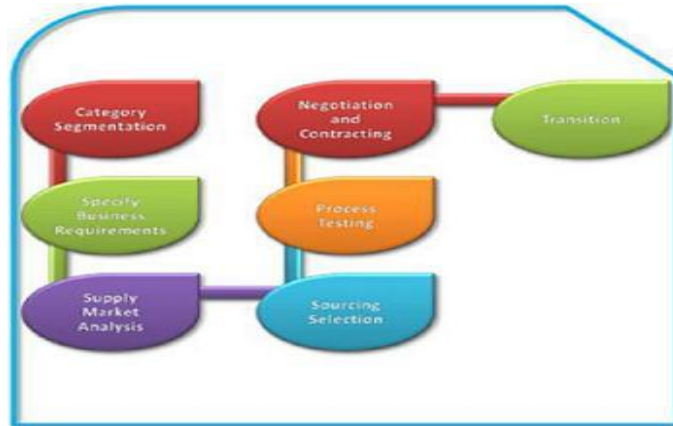 Category
Segmentation
Specify
Business
Requirements
Supply
Market
Analysis
Sourcing
Selection
Process
Testing
Negotiation
and
Contracting
Transition